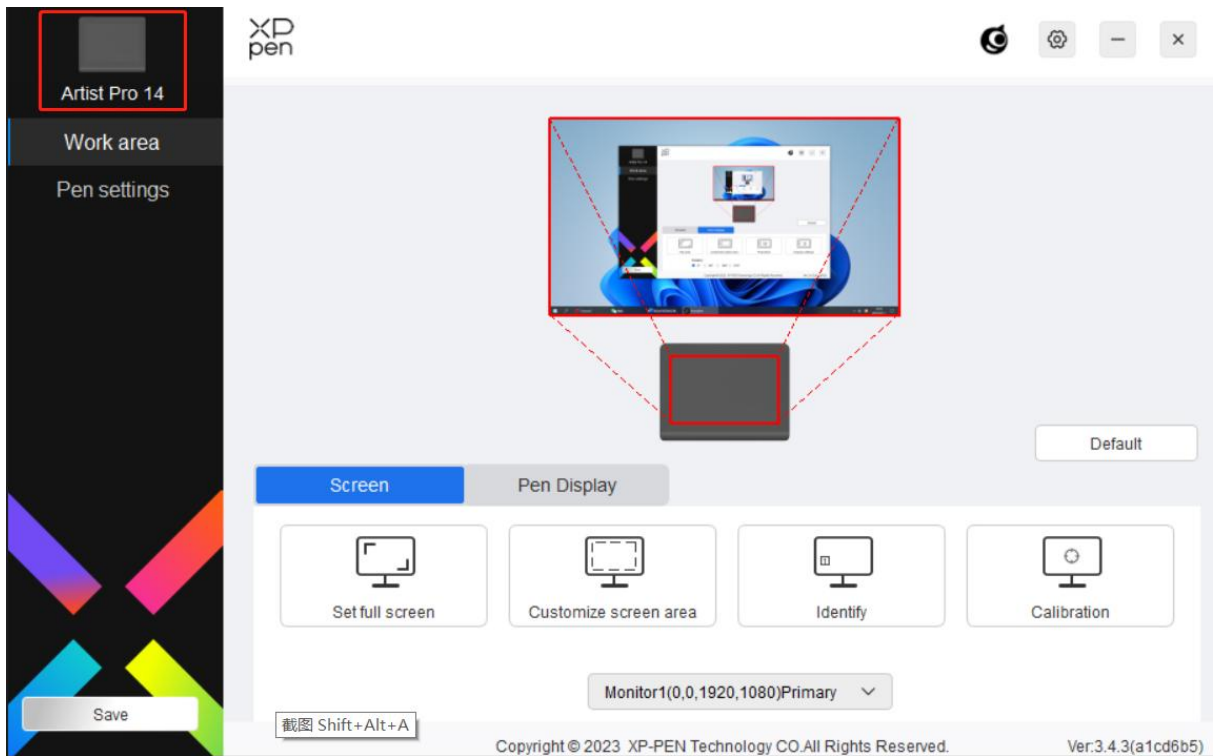 XP
pen
Artist Pro 14
Work area
Pen settings
Default
Screen
Pen Display
Set full screen
Customize screen area
Identify
Calibration
Monitor1(0,0,1920,1080)Primary
Save
截图 Shift+Alt+A
Copyright © 2023 XP-PEN Technology CO.All Rights Reserved.
Ver:3.4.3(a1cd6b5)